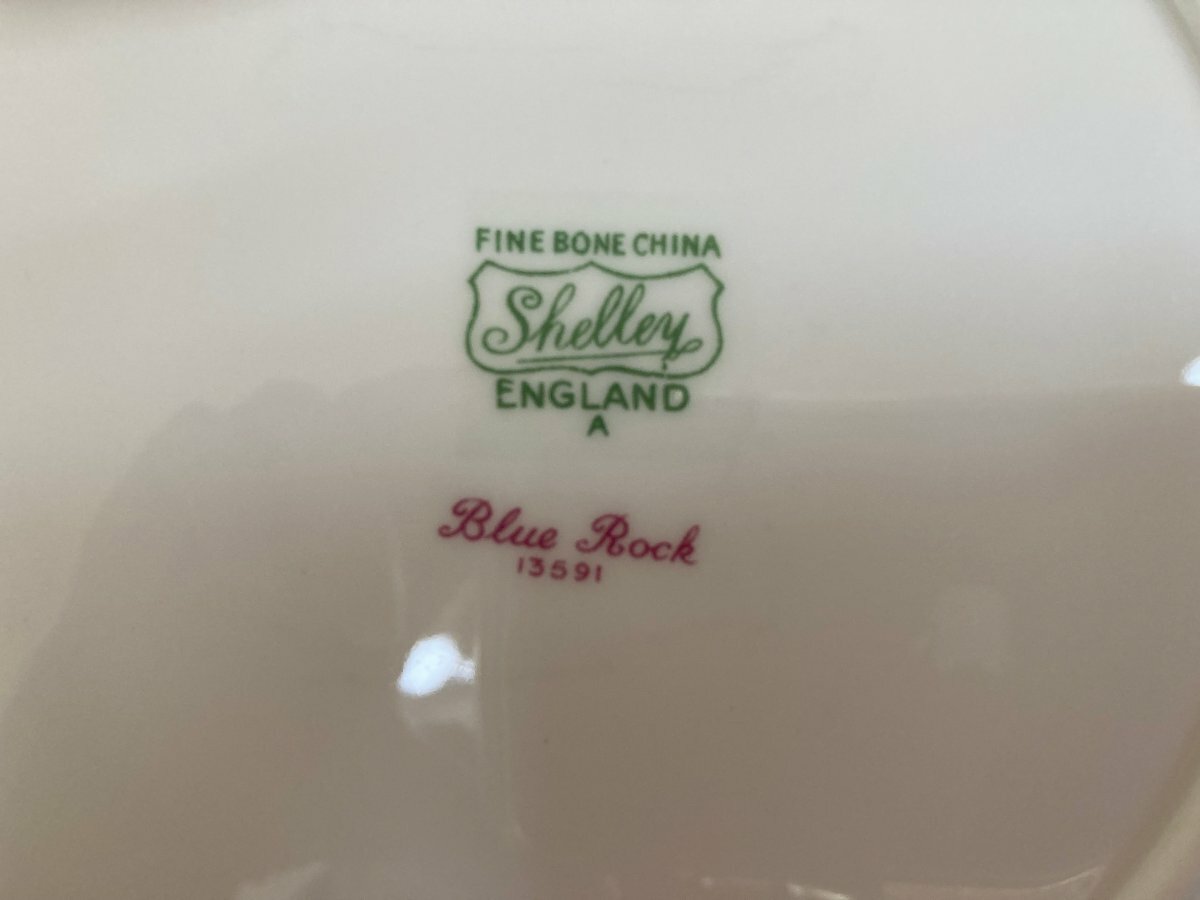 FINE BONE CHINA
Shelley
ENGLAND
A
Blue Rock
13591